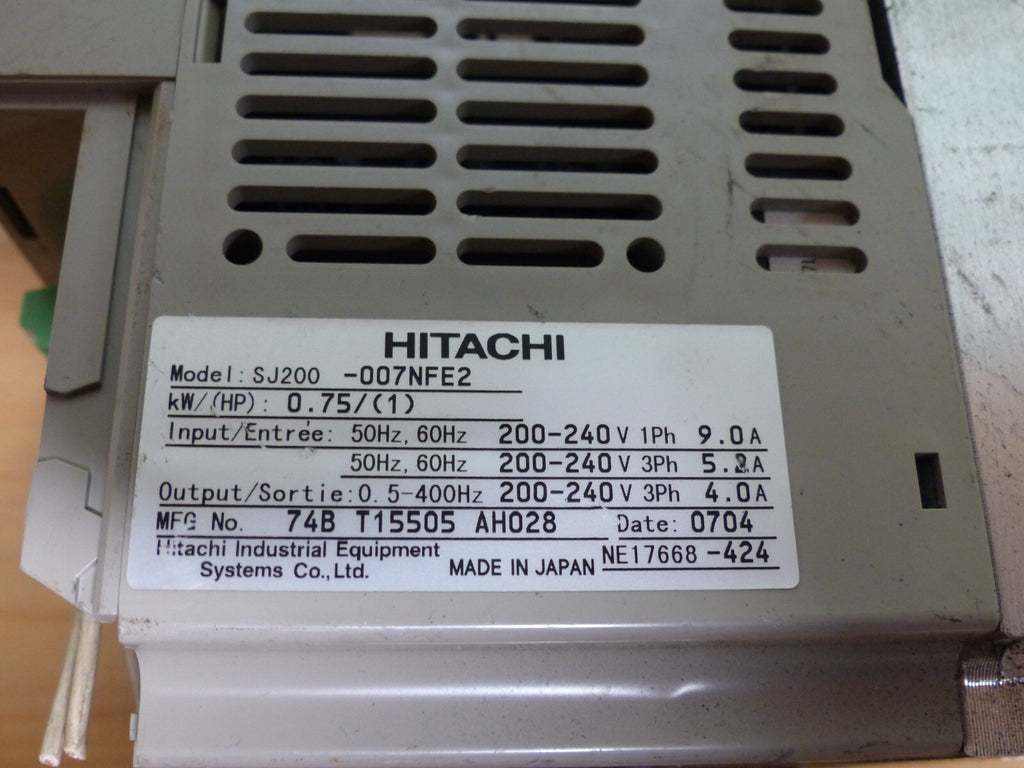 HITACHI
Model: SJ200 -007NFE2
kW/(HP): 0.75/(1)
Input/Entrée: 50Hz, 60Hz 200-240 V 1Ph 9.0 A
50Hz, 60Hz 200-240 V 3Ph A
Output/Sortie: 0.5-400Hz 200-240 V 3Ph 4.0 A
MFG No. 74B T15505 AH028 Date: 0704
Hitachi Industrial Equipment
Systems Co., Ltd. MADE IN JAPAN NE17668 -424